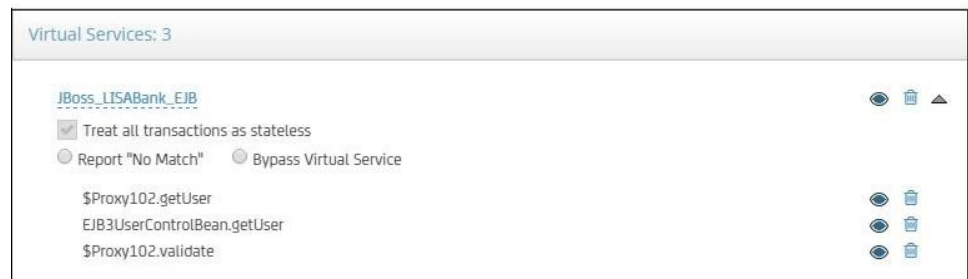 Virtual Services: 3
JBoss_LISABank_EJB
Treat all transactions as stateless
Report "No Match" Bypass Virtual Service
$Proxy102.getUser
EJB3UserControlBean.getUser
$Proxy102.validate